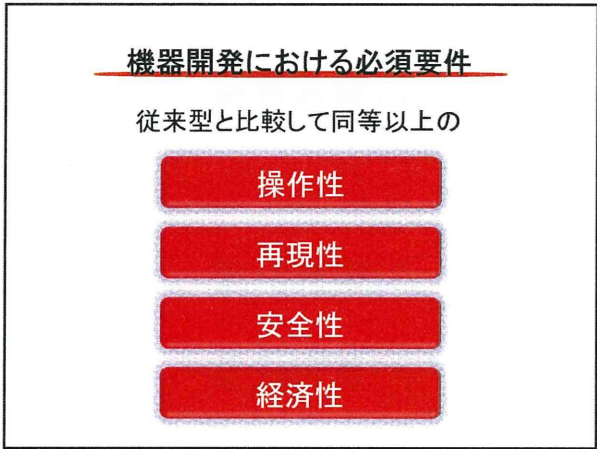 機器開発における必須要件
従来型と比較して同等以上の
操作性
再現性
安全性
経済性